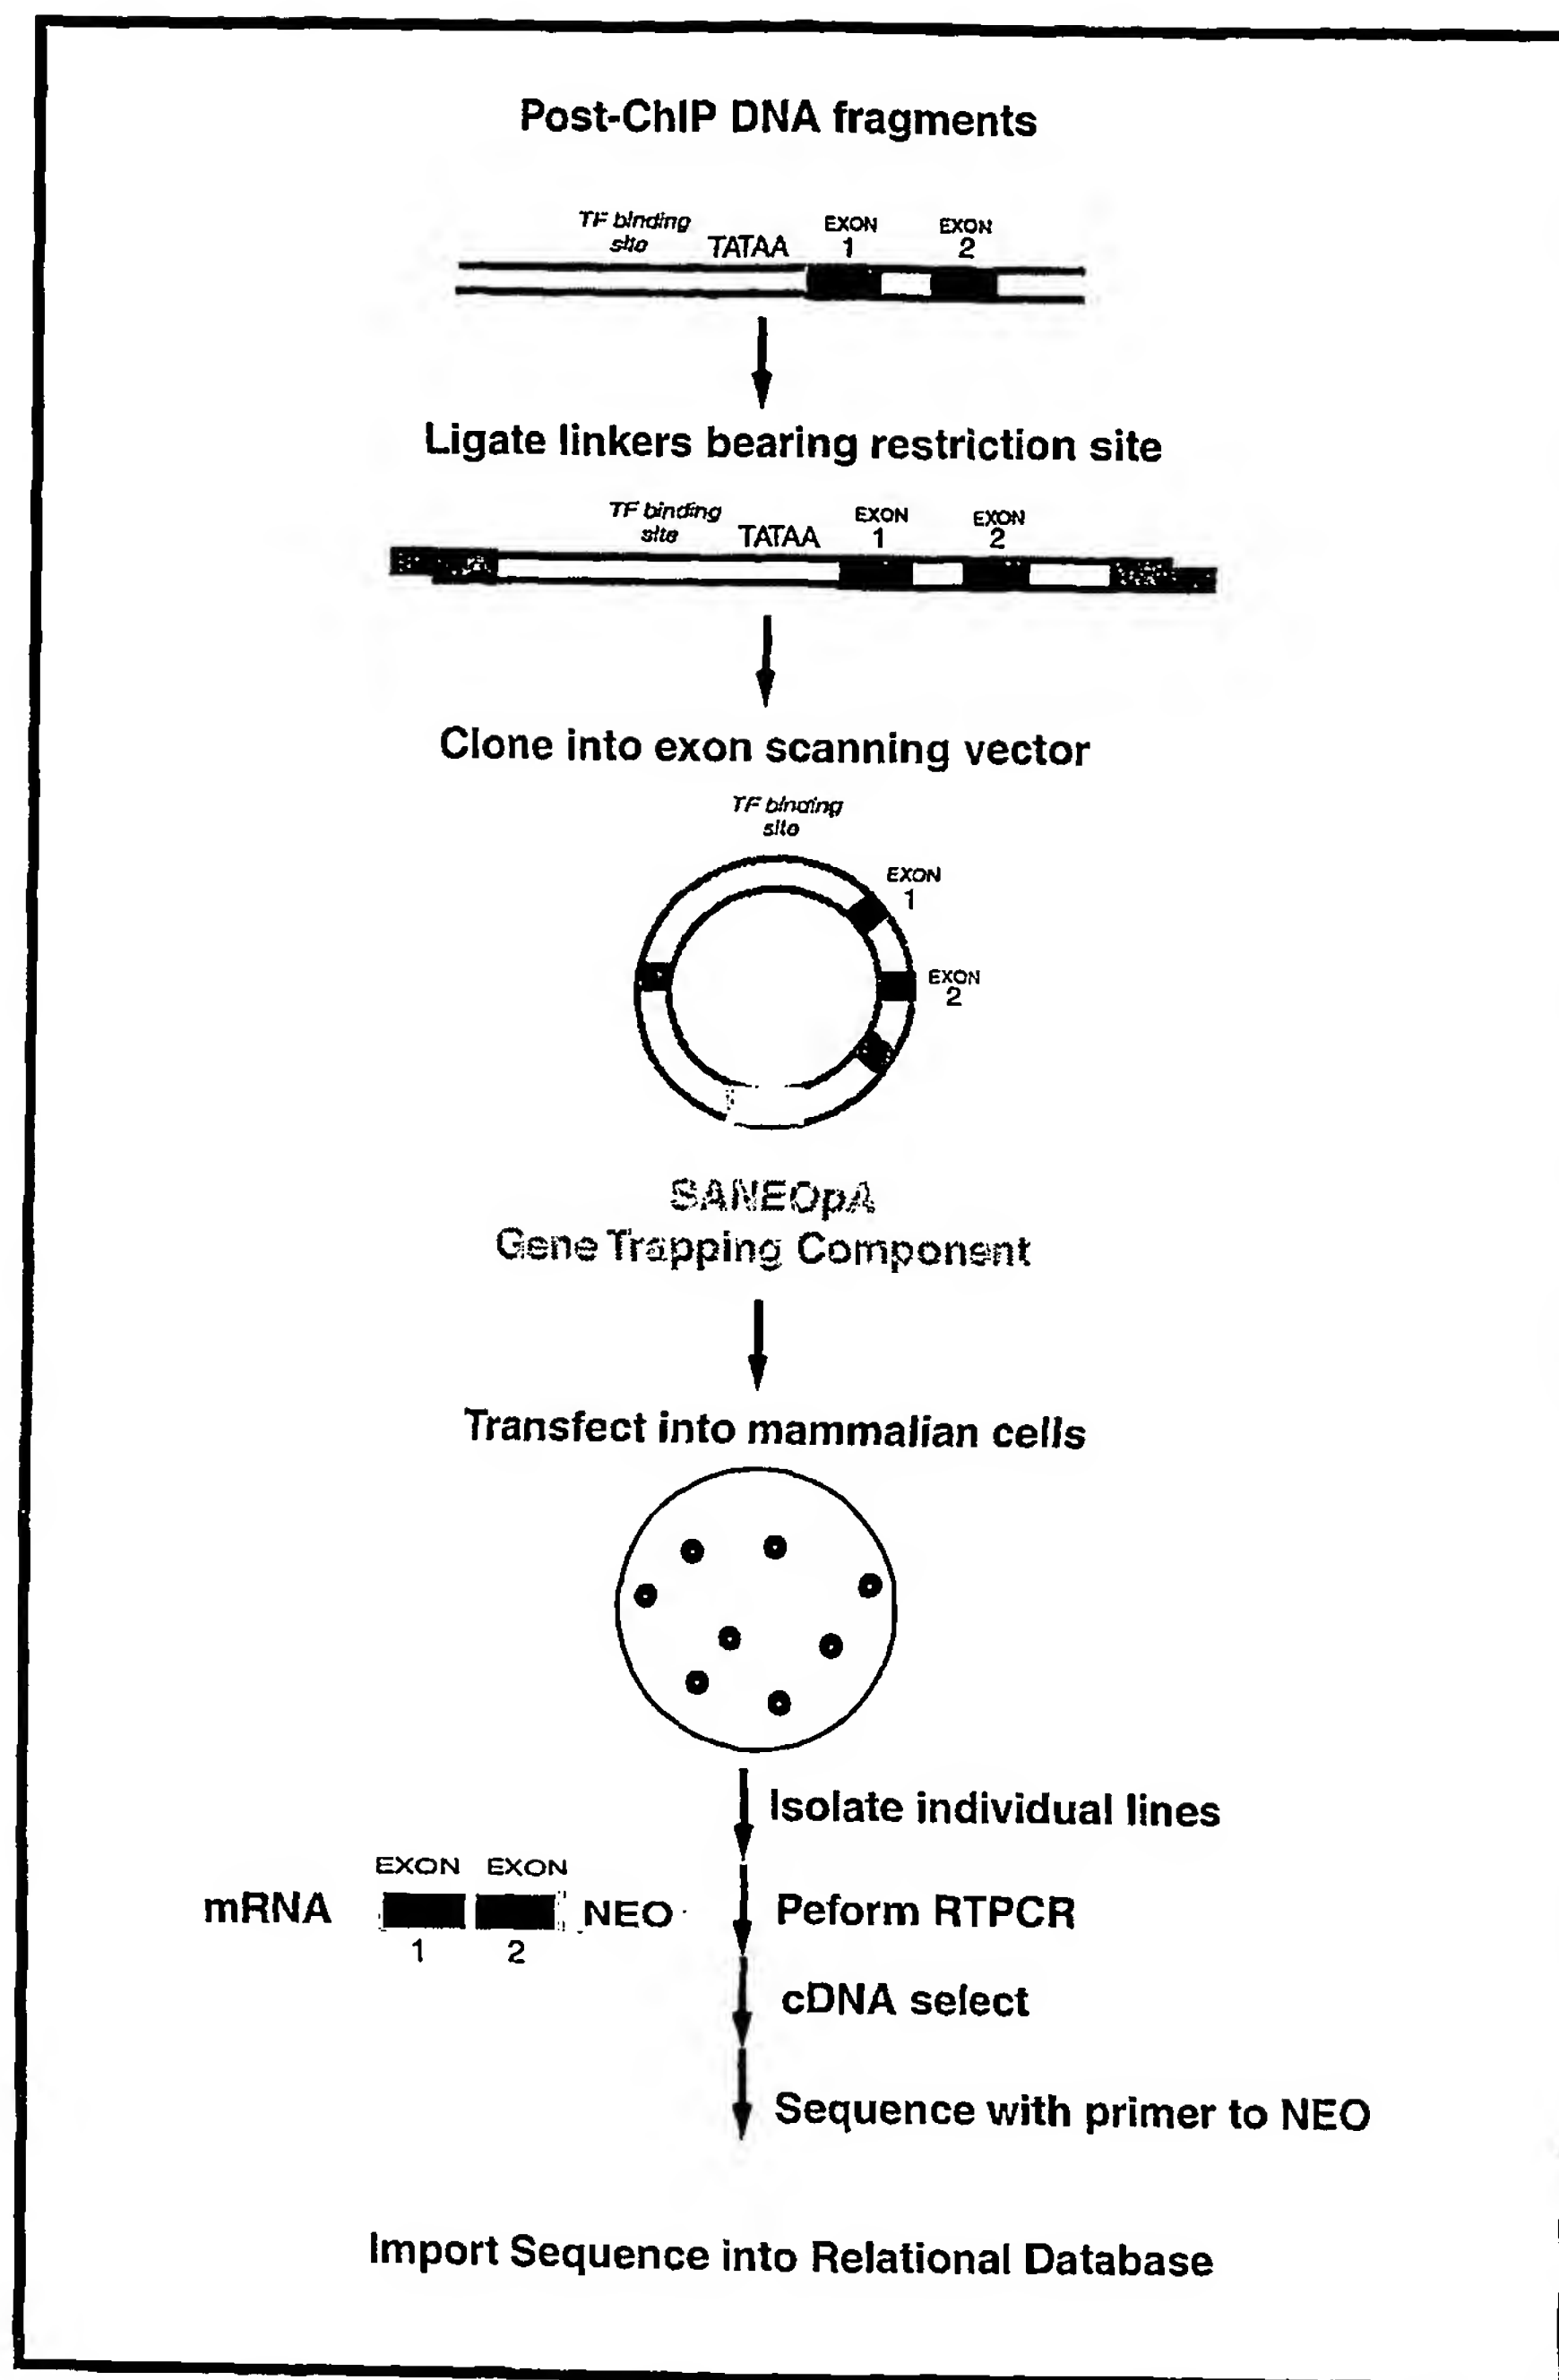 Post-ChIP DNA fragments
TF binding
site
TATAA
EXON
1
EXON
2
Ligate linkers bearing restriction site
TF binding
site
TATAA
EXON
1
EXON
2
Clone into exon scanning vector
TF binding
site
EXON
1
EXON
2
SANEOpA
Gene Trapping Component
Transfect into mammalian cells
Isolate individual lines
EXON EXON
mRNA
NEO
1 2
Peform RTPCR
cDNA select
Sequence with primer to NEO
Import Sequence into Relational Database